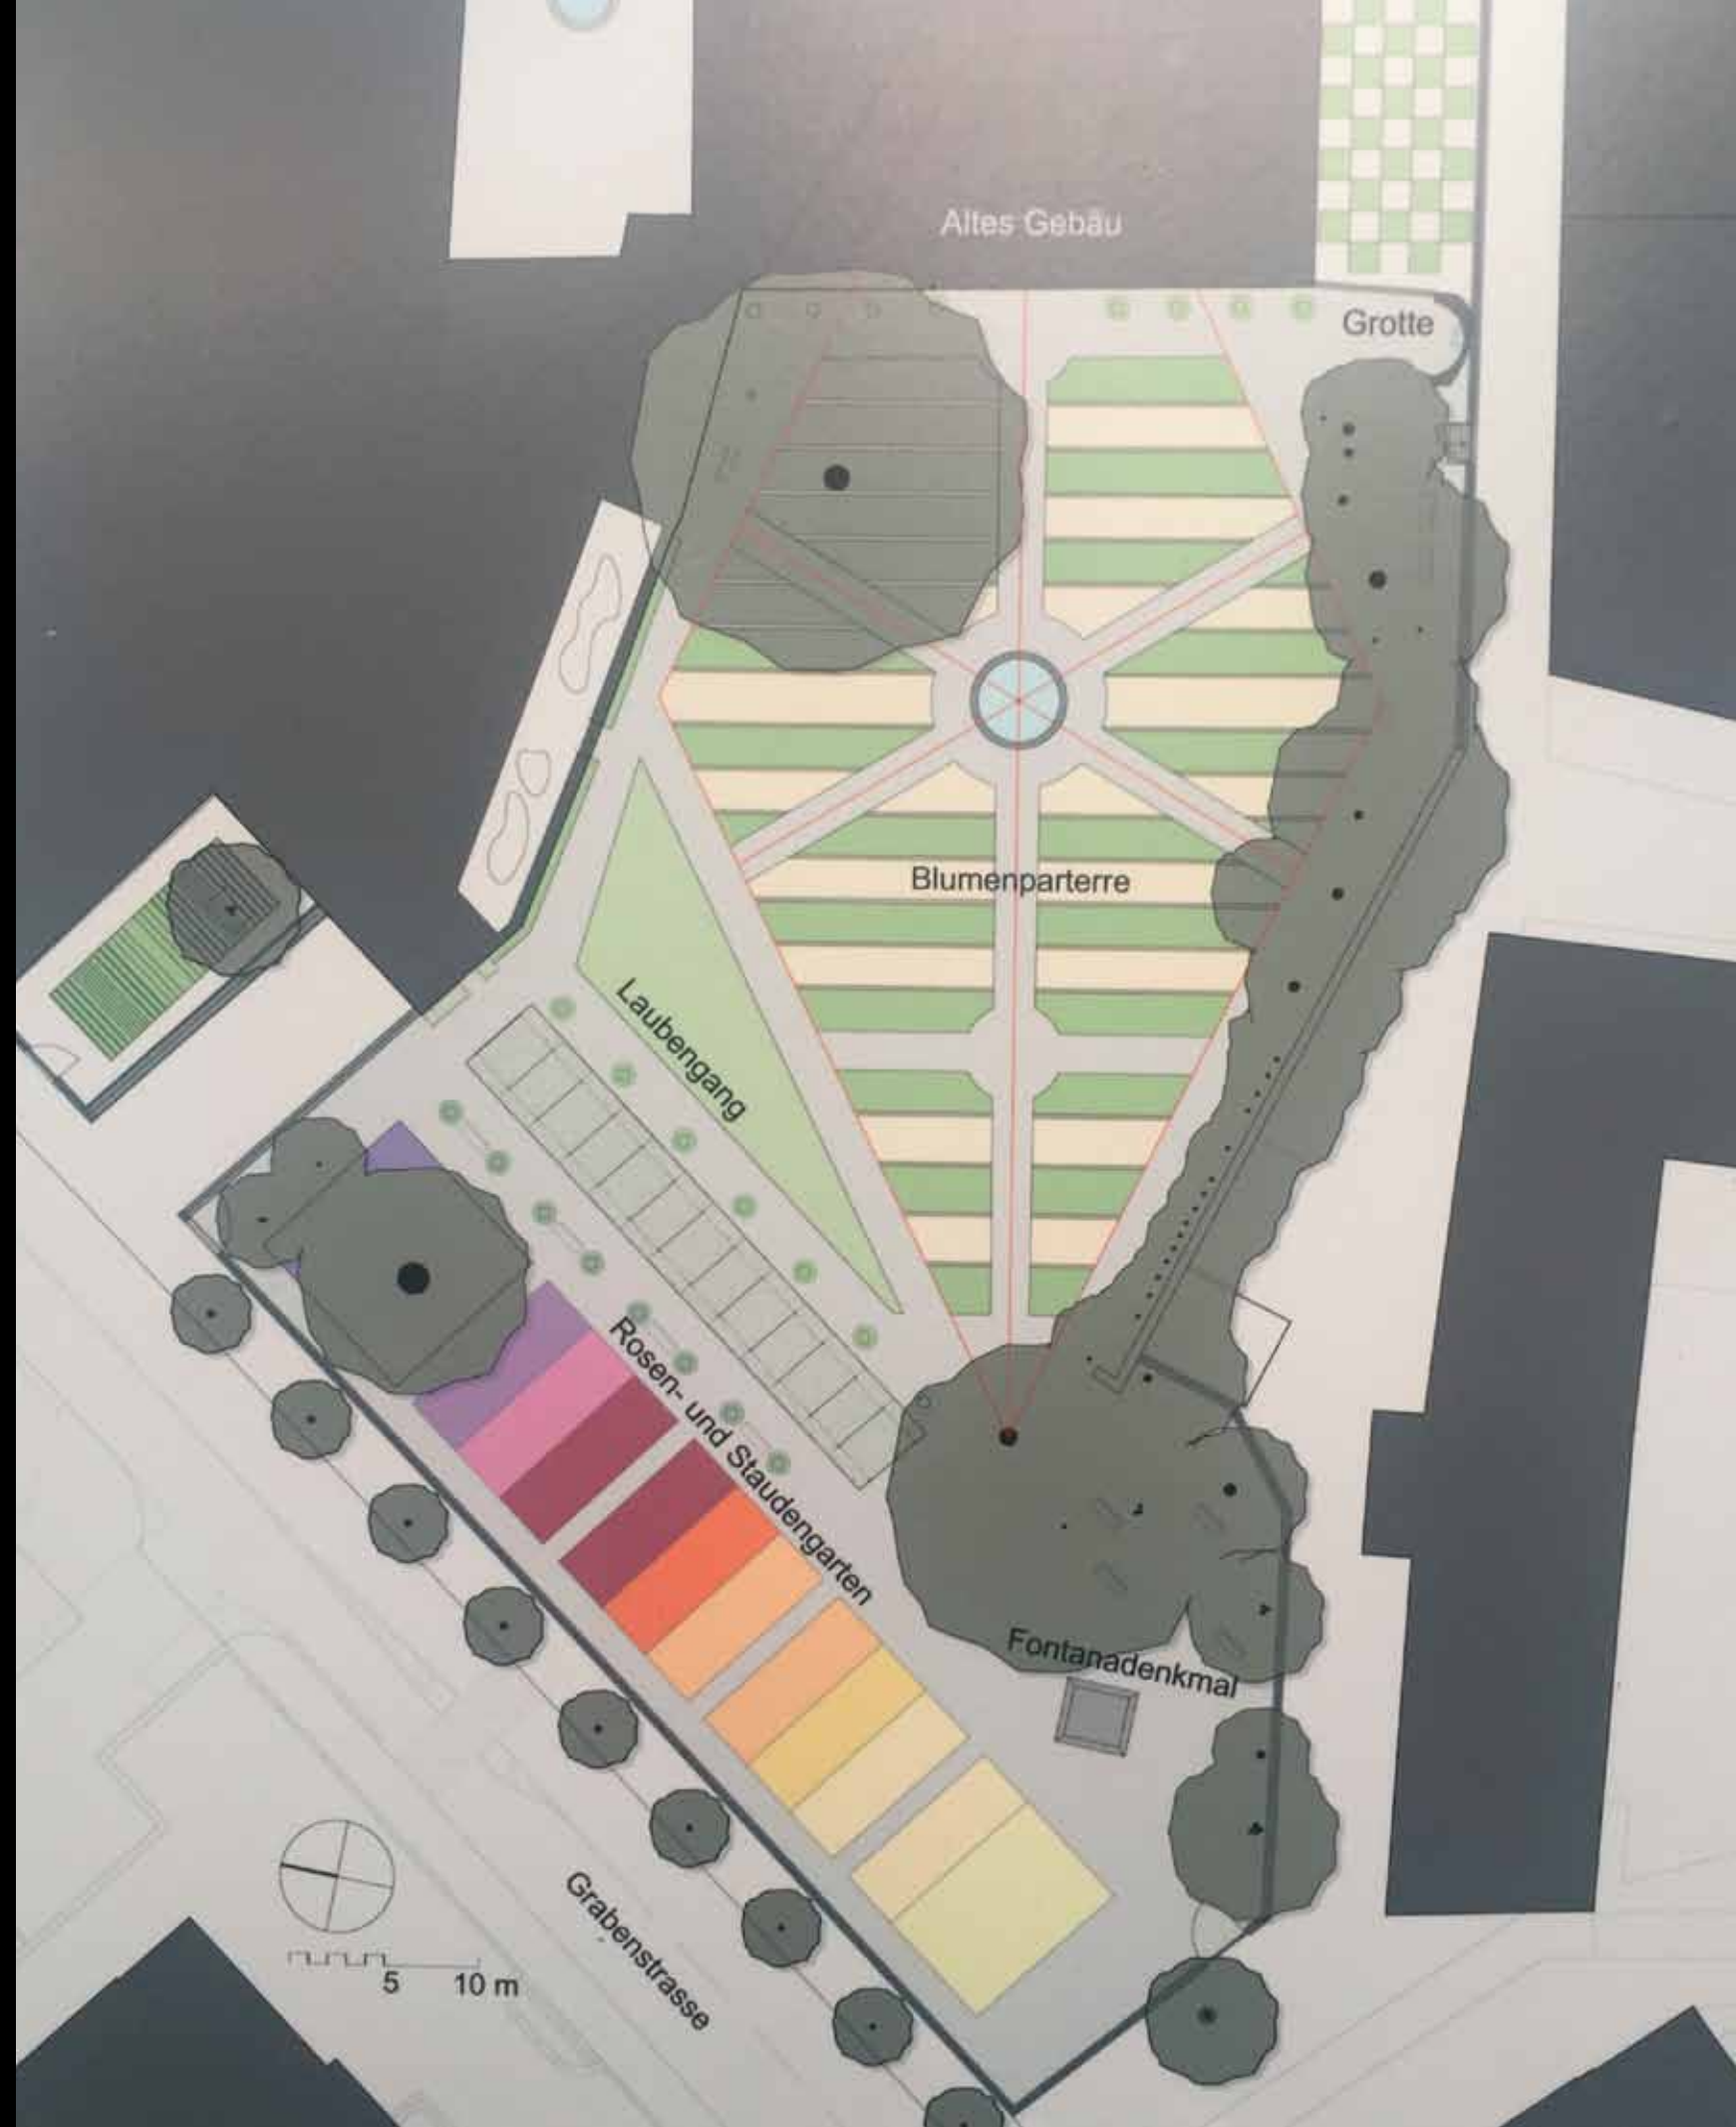 Altes Gebäu
Grotte
Blumenparterre
Laubengang
Rosen- und Staudengarten
Fontanadenkmal
Grabenstrasse
5 10 m